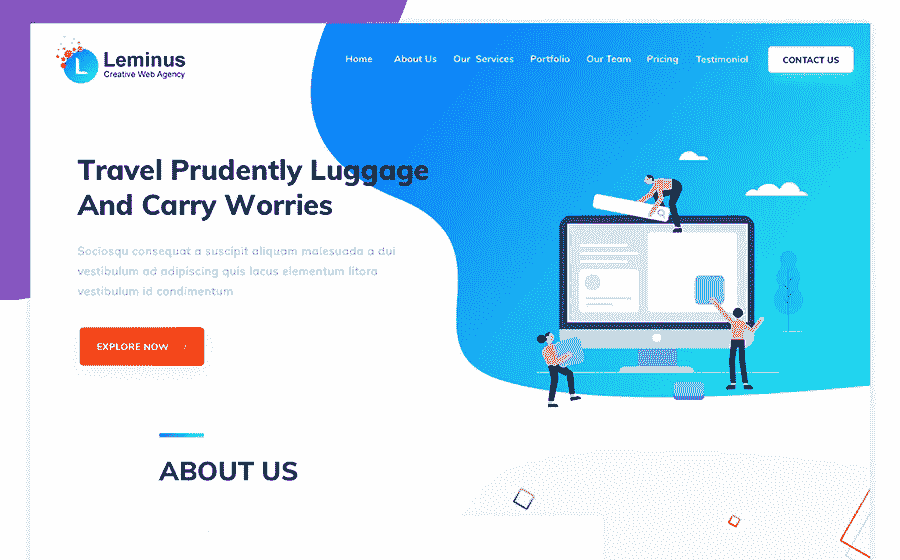 L
Leminus
Creative Web Agency
Home About Us Our Services Portfolio Our Team Pricing Testimonial CONTACT US
Travel Prudently Luggage
And Carry Worries
Sociosqu consequat a suscipit aliquam malesuada a dui
vestibulum ad adipiscing quis lacus elementum litora
vestibulum id condimentum
EXPLORE NOW
ABOUT US